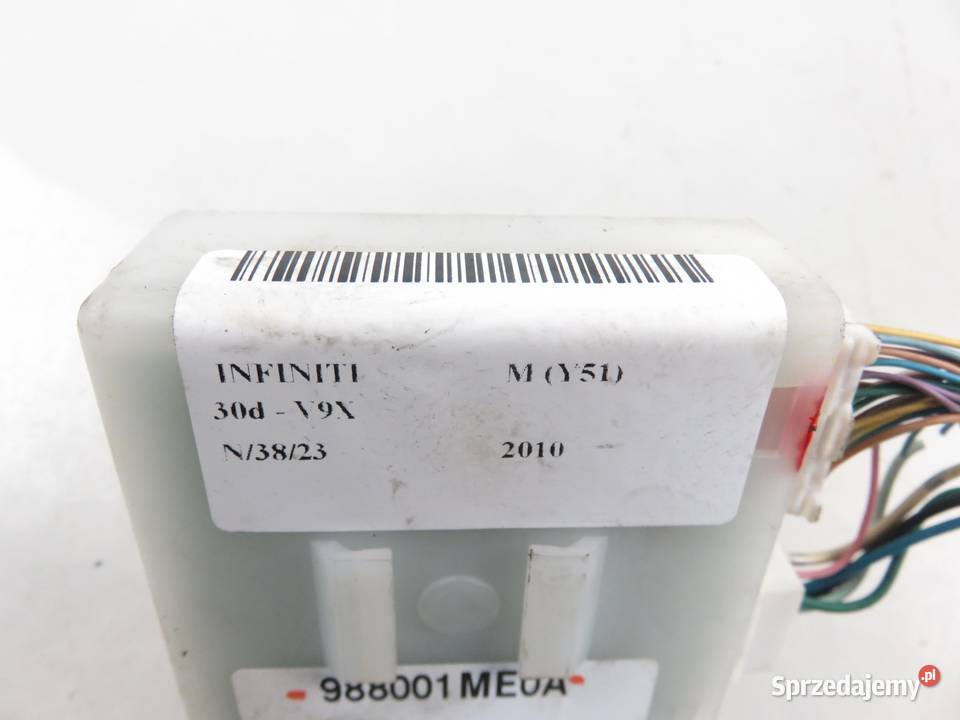 INFINITI M (Y51)
30d - V9X
N/38/23 2010
988001ME0A
Sprzedajemy.pl